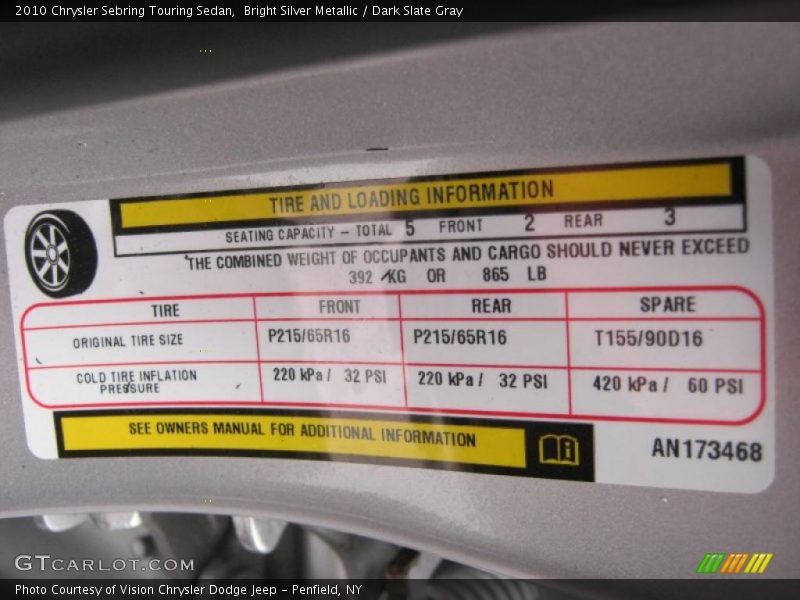 2010 Chrysler Sebring Touring Sedan,  Bright Silver Metallic / Dark Slate Gray
TIRE AND LOADING INFORMATION
SEATING CAPACITY – TOTAL 5 FRONT 2 REAR 3
THE COMBINED WEIGHT OF OCCUPANTS AND CARGO SHOULD NEVER EXCEED
392 KG OR 865 LB
TIRE FRONT REAR SPARE
ORIGINAL TIRE SIZE P215/65R16 P215/65R16 T155/90D16
COLD TIRE INFLATION PRESSURE 220 kPa / 32 PSI 220 kPa / 32 PSI 420 kPa / 60 PSI
SEE OWNERS MANUAL FOR ADDITIONAL INFORMATION
AN173468
GTCARLOT.COM
Photo Courtesy of Vision Chrysler Dodge Jeep – Penfield, NY